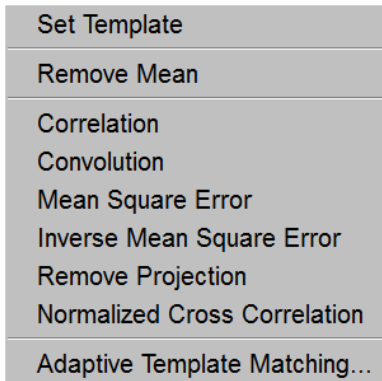 Set Template
Remove Mean
Correlation
Convolution
Mean Square Error
Inverse Mean Square Error
Remove Projection
Normalized Cross Correlation
Adaptive Template Matching...